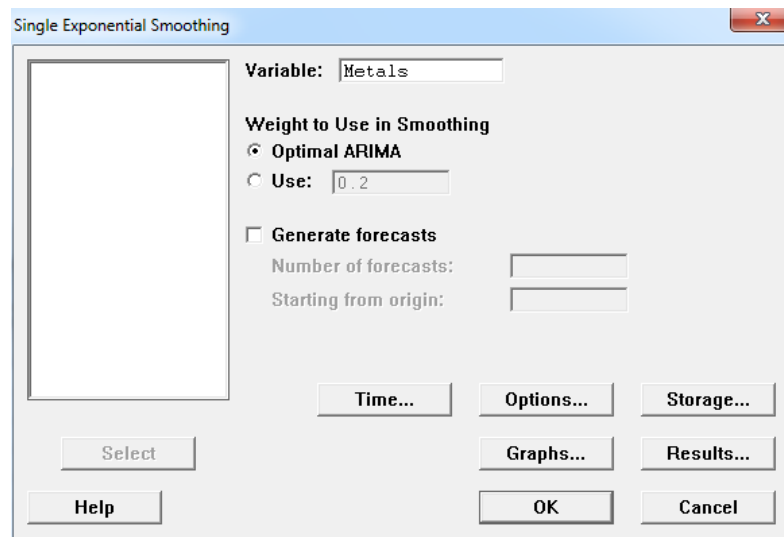 Single Exponential Smoothing
x
Variable: Metals
Weight to Use in Smoothing
Optimal ARIMA
Use: 0.2
Generate forecasts
Number of forecasts:
Starting from origin:
Time... Options... Storage...
Select Graphs... Results...
Help OK Cancel